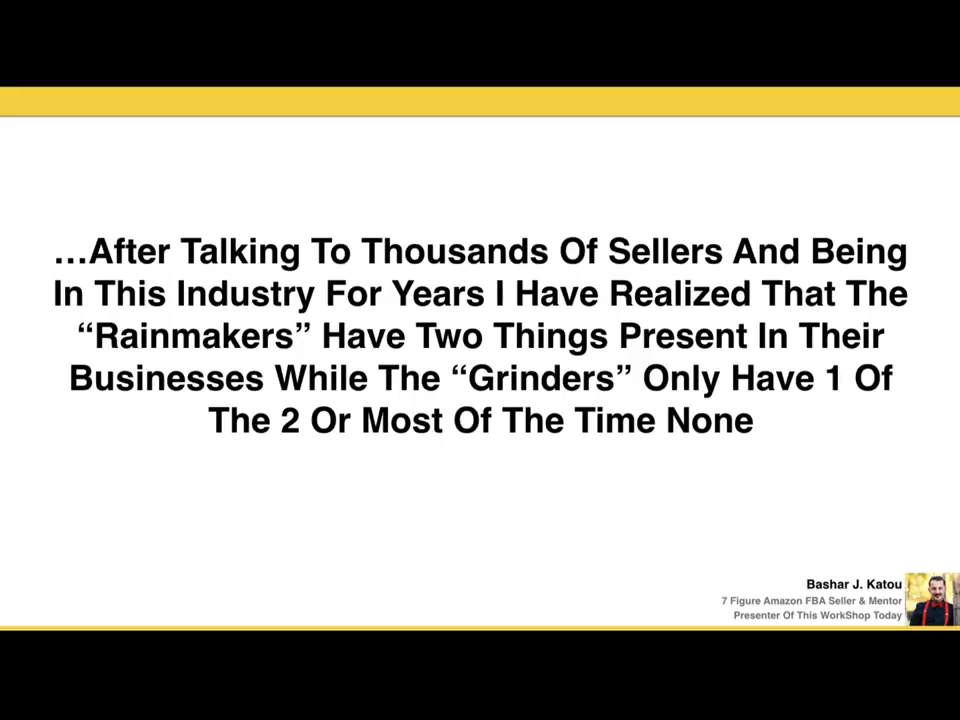 …After Talking To Thousands Of Sellers And Being
In This Industry For Years I Have Realized That The
“Rainmakers” Have Two Things Present In Their
Businesses While The “Grinders” Only Have 1 Of
The 2 Or Most Of The Time None
Bashar J. Katou
7 Figure Amazon FBA Seller & Mentor
Presenter Of This WorkShop Today